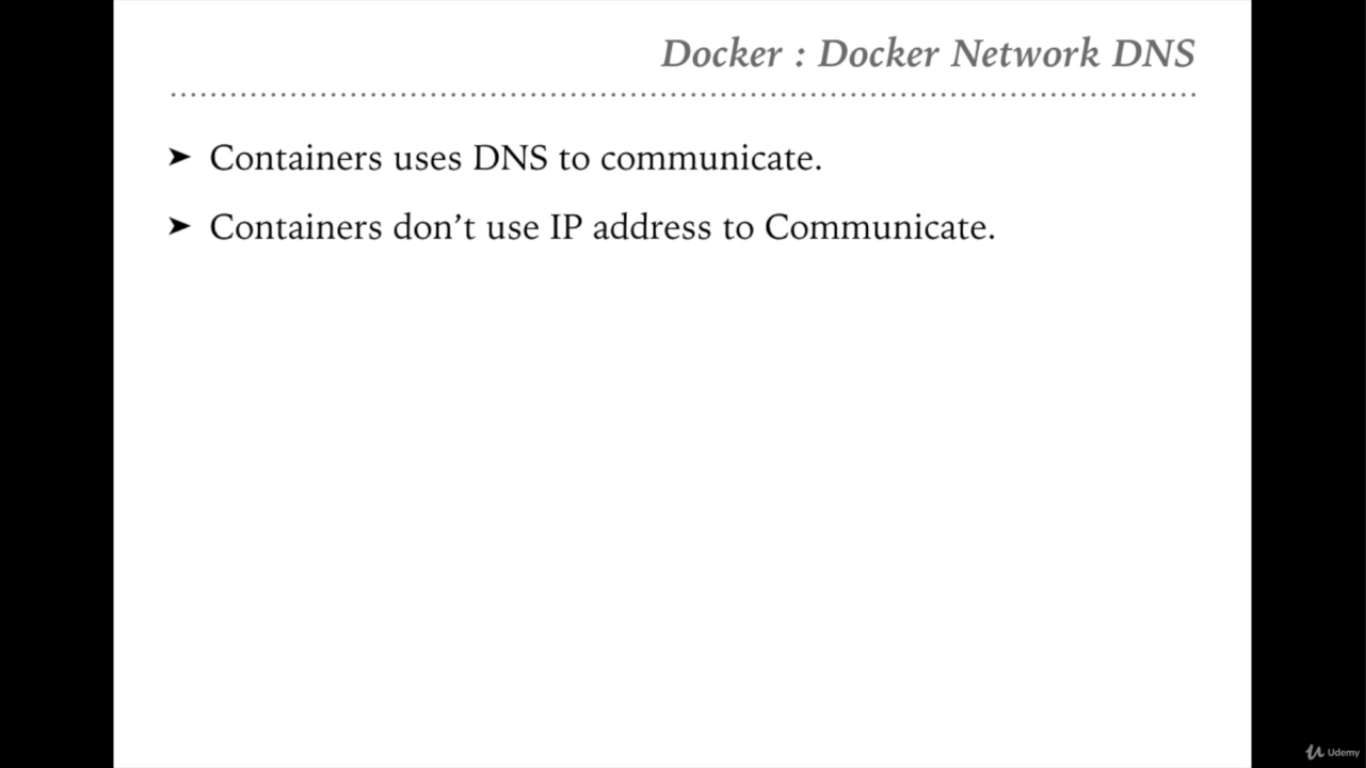 Docker : Docker Network DNS
➤ Containers uses DNS to communicate.
➤ Containers don’t use IP address to Communicate.
Udemy